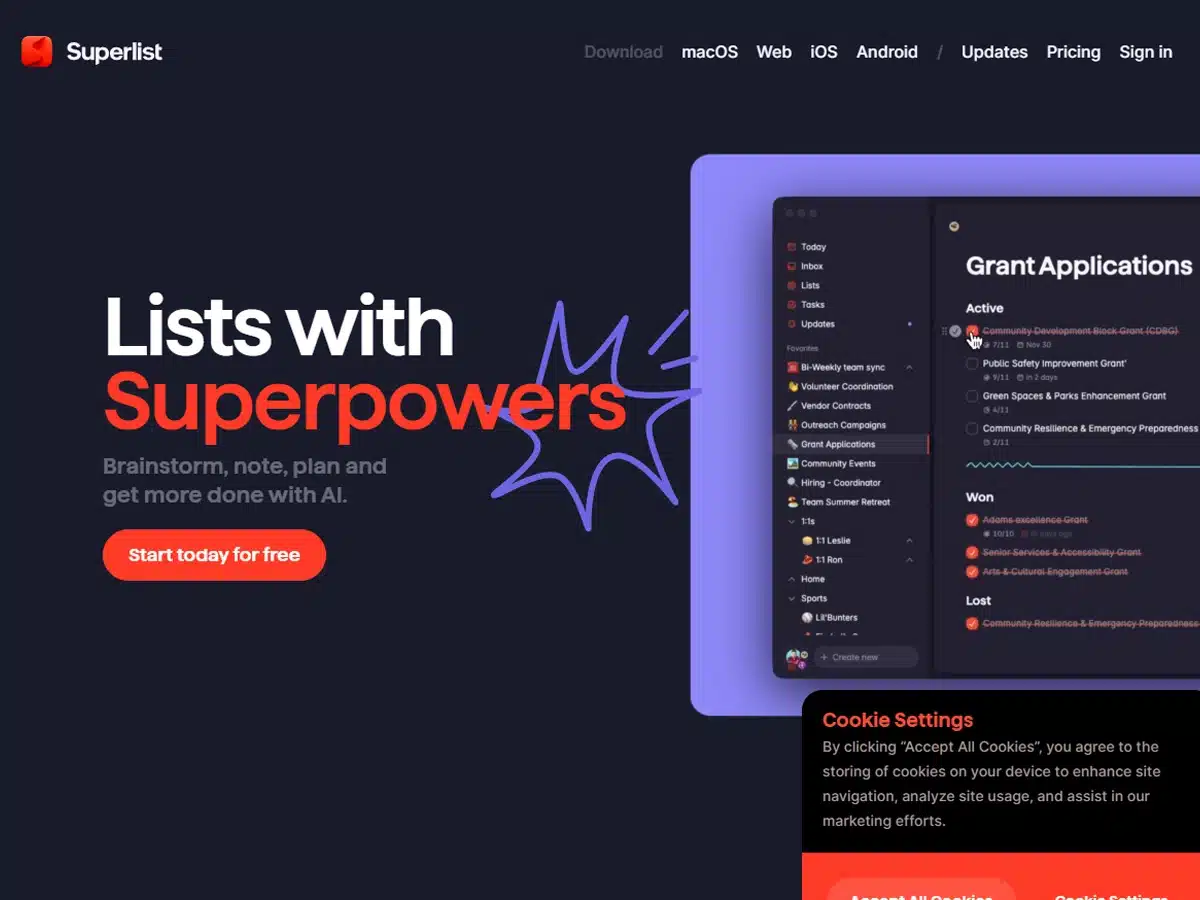 Superlist
Download macOS Web iOS Android / Updates Pricing Sign in
Lists with
Superpowers
Brainstorm, note, plan and
get more done with AI.
Start today for free
Today
Inbox
Lists
Tasks
Updates
Favorites
Bi-Weekly team sync
Volunteer Coordination
Vendor Contracts
Outreach Campaigns
Grant Applications
Community Events
Hiring - Coordinator
Team Summer Retreat
1:1s
1:1 Leslie
1:1 Ron
Home
Sports
Lil'Bunters
+ Create new
Grant Applications
Active
Community Development Block Grant (CDBG)
7/11 Nov 30
Public Safety Improvement Grant'
9/11 in 2 days
Green Spaces & Parks Enhancement Grant
4/11
Community Resilience & Emergency Preparedness
2/11
Won
Adams excellence Grant
10/10
Senior Services & Accessibility Grant
Arts & Cultural Engagement Grant
Lost
Community Resilience & Emergency Preparedness
Cookie Settings
By clicking “Accept All Cookies”, you agree to the
storing of cookies on your device to enhance site
navigation, analyze site usage, and assist in our
marketing efforts.
Accept All Cookies Cookie Settings